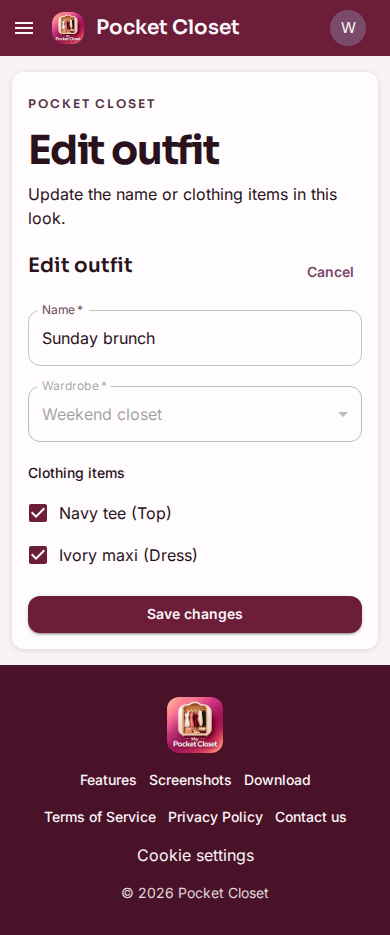 Pocket Closet
W
POCKET CLOSET
Edit outfit
Update the name or clothing items in this
look.
Edit outfit
Cancel
Name *
Sunday brunch
Wardrobe *
Weekend closet
Clothing items
Navy tee (Top)
Ivory maxi (Dress)
Save changes
My
Pocket Closet
Features Screenshots Download
Terms of Service Privacy Policy Contact us
Cookie settings
© 2026 Pocket Closet